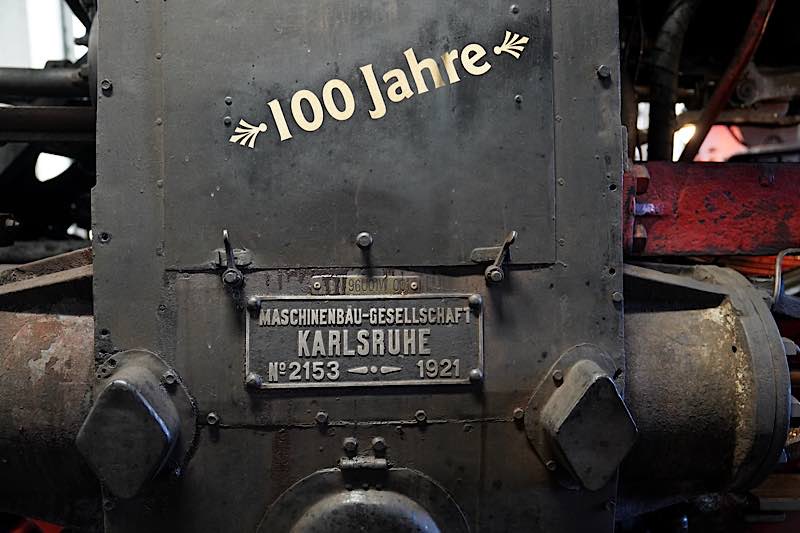 100 Jahre
MASCHINENBAU-GESELLSCHAFT
KARLSRUHE
Nº 2153 1921